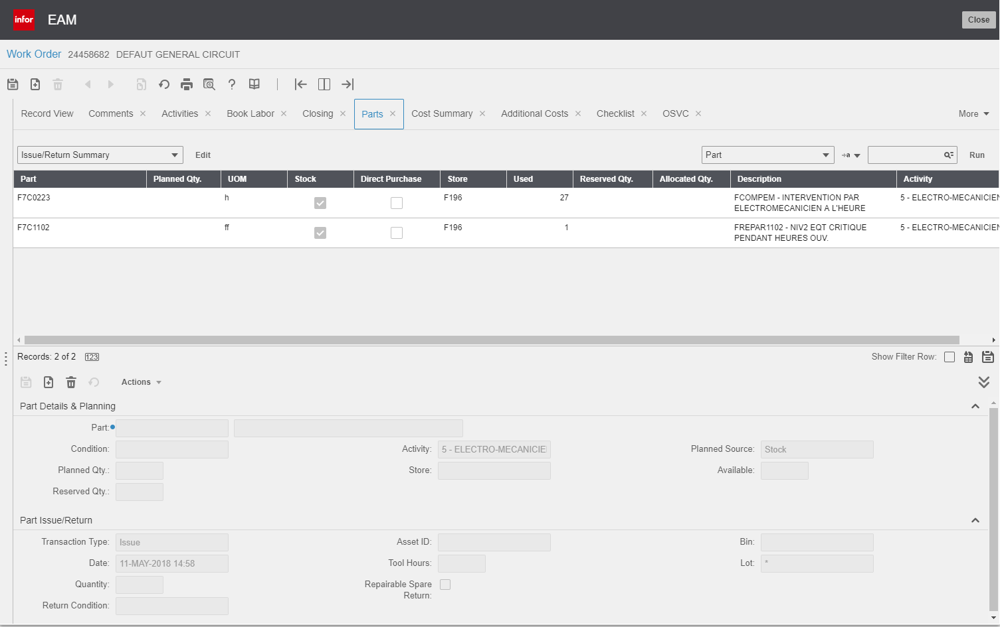 infor EAM Close
Work Order 24458682 DEFAUT GENERAL CIRCUIT
Record View Comments × Activities × Book Labor × Closing × Parts × Cost Summary × Additional Costs × Checklist × OSVC × More
Issue/Return Summary Edit Part →a Run
Part Planned Qty. UOM Stock Direct Purchase Store Used Reserved Qty. Allocated Qty. Description Activity
F7C0223 h F196 27 FCOMPEM - INTERVENTION PAR 5 - ELECTRO-MECANICIEN
ELECTROMECANICIEN A L'HEURE
F7C1102 ff F196 1 FREPAR1102 - NIV2 EQT CRITIQUE 5 - ELECTRO-MECANICIEN
PENDANT HEURES OUV.
Records: 2 of 2 123 Show Filter Row:
Actions
Part Details & Planning
Part:
Condition: Activity: 5 - ELECTRO-MECANICIE Planned Source: Stock
Planned Qty.: Store: Available:
Reserved Qty.:
Part Issue/Return
Transaction Type: Issue Asset ID: Bin:
Date: 11-MAY-2018 14:58 Tool Hours: Lot: *
Quantity: Repairable Spare
Return:
Return Condition: